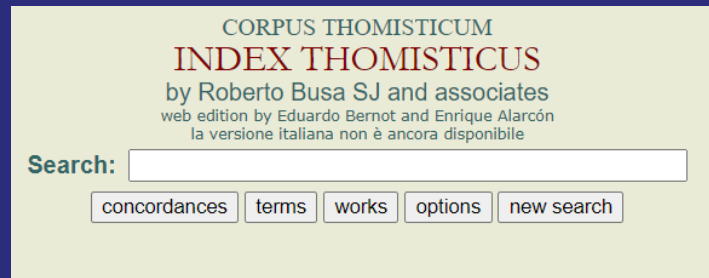 CORPUS THOMISTICUM
INDEX THOMISTICUS
by Roberto Busa SJ and associates
web edition by Eduardo Bernot and Enrique Alarcón
la versione italiana non è ancora disponibile
Search:
concordances terms works options new search